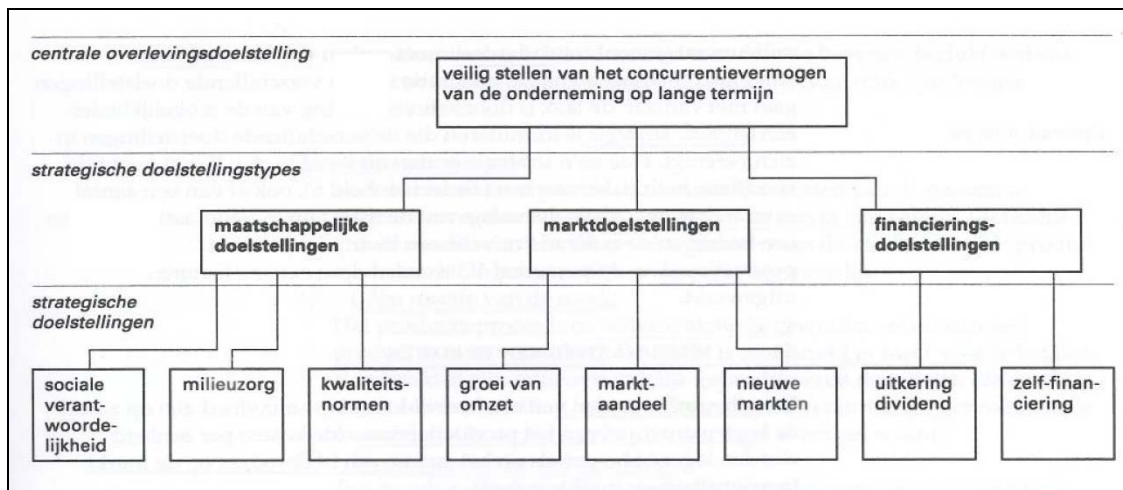 centrale overlevingsdoelstelling
veilig stellen van het concurrentievermogen
van de onderneming op langetermijn
strategische doelstellingstypes
maatschappelijke
doelstellingen
marktdoelstellingen
financierings-
doelstellingen
strategische
doelstellingen
sociale
verant-
woorde-
lijkheid
milieuzorg
kwaliteits-
normen
groei van
omzet
markt-
aandeel
nieuwe
markten
uitkering
dividend
zelf-finan-
ciering